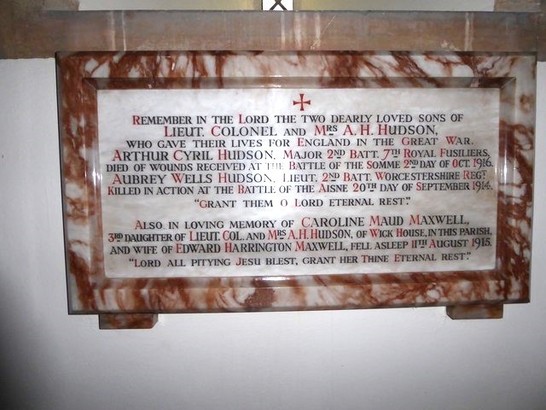 REMEMBER IN THE LORD THE TWO DEARLY LOVED SONS OF
LIEUT. COLONEL AND MRS A. H. HUDSON,
WHO GAVE THEIR LIVES FOR ENGLAND IN THE GREAT WAR.
ARTHUR CYRIL HUDSON, MAJOR 2ND BATT. 7TH ROYAL FUSILIERS,
DIED OF WOUNDS RECEIVED AT THE BATTLE OF THE SOMME 2ND DAY OF OCT. 1916.
AUBREY WELLS HUDSON, LIEUT. 2ND BATT. WORCESTERSHIRE REGT.
KILLED IN ACTION AT THE BATTLE OF THE AISNE 20TH DAY OF SEPTEMBER 1914.
"GRANT THEM O LORD ETERNAL REST."
ALSO IN LOVING MEMORY OF CAROLINE MAUD MAXWELL,
3RD DAUGHTER OF LIEUT. COL. AND MRS A. H. HUDSON, OF WICK HOUSE, IN THIS PARISH,
AND WIFE OF EDWARD HARRINGTON MAXWELL, FELL ASLEEP 11TH AUGUST 1915.
"LORD ALL PITYING JESU BLEST, GRANT HER THINE ETERNAL REST."